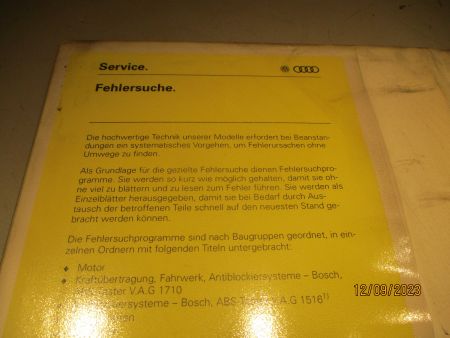 Service.
Fehlersuche.
Die hochwertige Technik unserer Modelle erfordert bei Beanstan-
dungen ein systematisches Vorgehen, um Fehlerursachen ohne
Umwege zu finden.
Als Grundlage für die gezielte Fehlersuche dienen Fehlersuchpro-
gramme. Sie werden so kurz wie möglich gehalten, damit sie oh-
ne viel zu blättern und zu lesen zum Fehler führen. Sie werden als
Einzelblätter herausgegeben, damit sie bei Bedarf durch Aus-
tausch der betroffenen Teile schnell auf den neuesten Stand ge-
bracht werden können.
Die Fehlersuchprogramme sind nach Baugruppen geordnet, in ein-
zelnen Ordnern mit folgenden Titeln untergebracht:
♦ Motor
♦ Kraftübertragung, Fahrwerk, Antiblockiersysteme – Bosch,
V.A.G 1710
– Bosch, V.A.G 1516¹⁾
12/09/2023